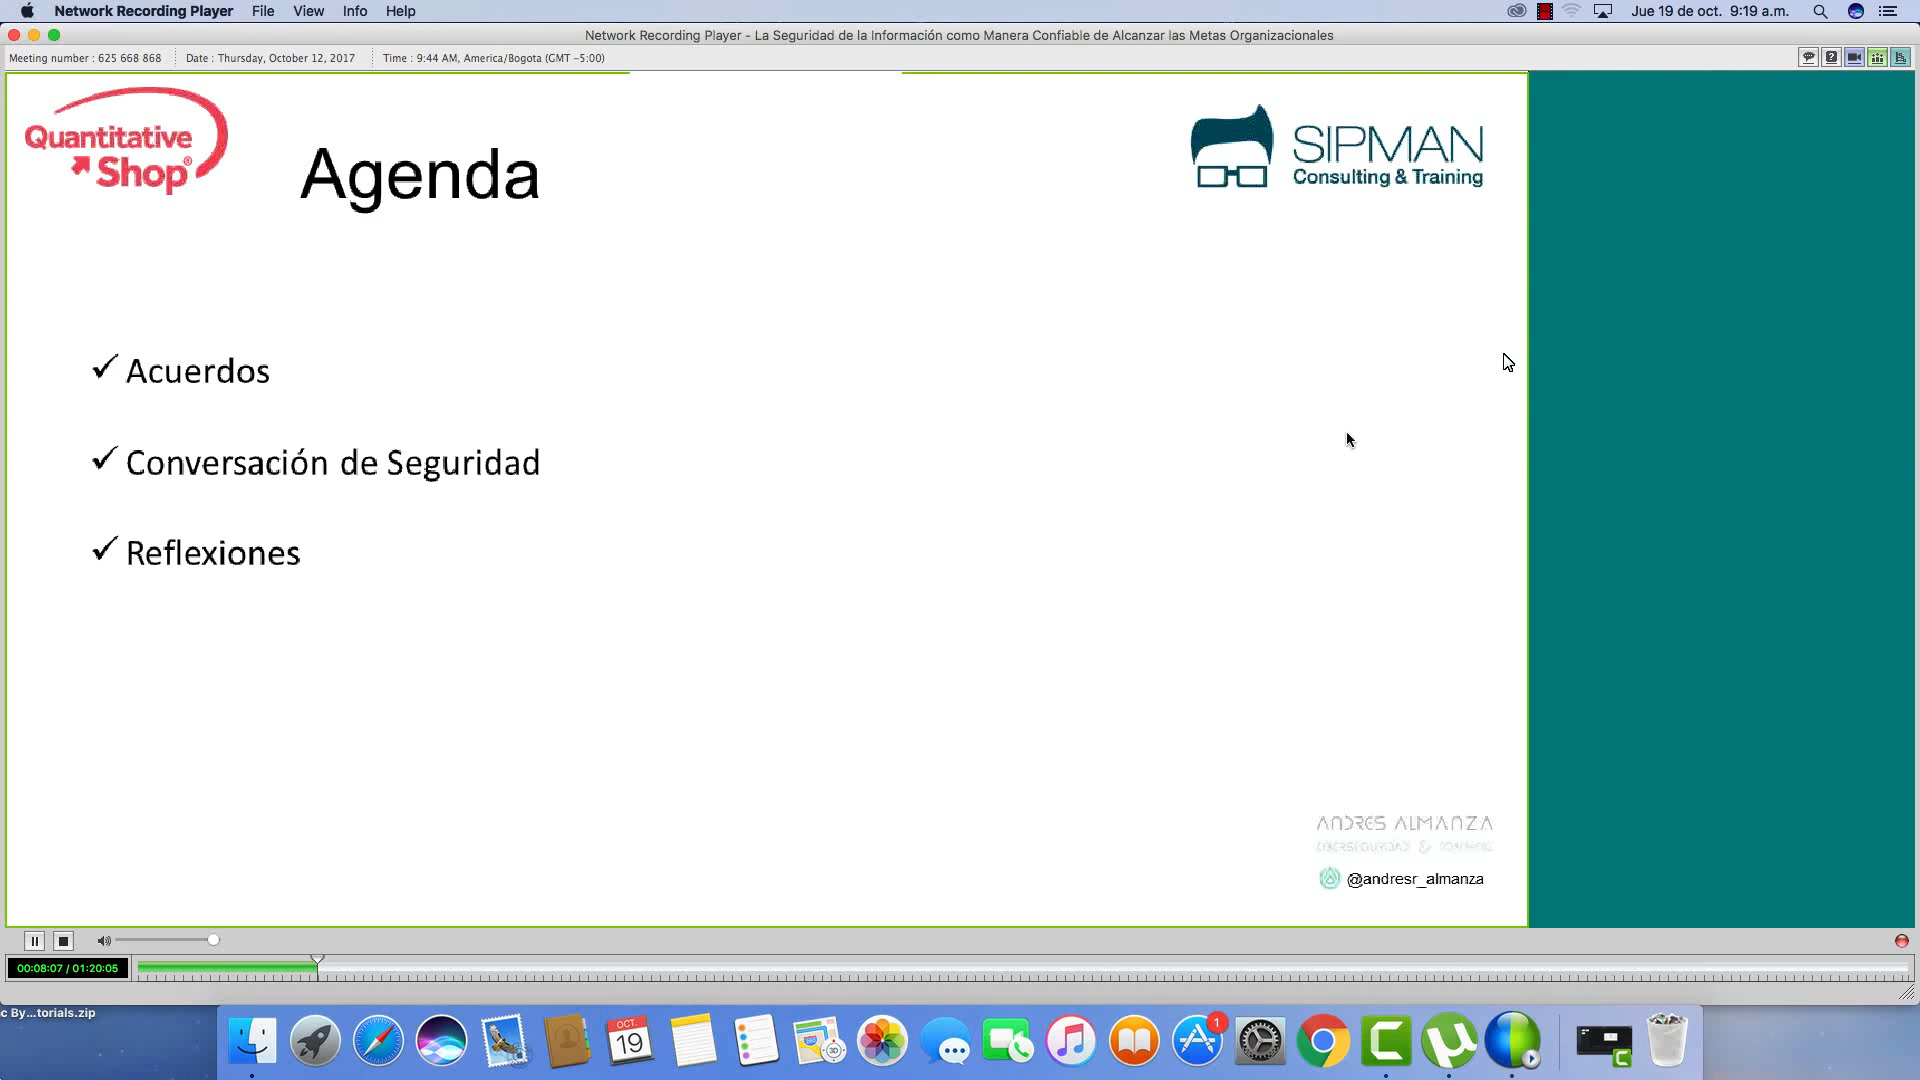 Network Recording Player File View Info Help
Jue 19 de oct. 9:19 a.m.
Network Recording Player - La Seguridad de la Información como Manera Confiable de Alcanzar las Metas Organizacionales
Meeting number : 625 668 868 Date : Thursday, October 12, 2017 Time : 9:44 AM, America/Bogota (GMT -5:00)
Quantitative
Shop®
Agenda
SIPMAN
Consulting & Training
✓ Acuerdos
✓ Conversación de Seguridad
✓ Reflexiones
ANDRES ALMANZA
@andresr_almanza
00:08:07 / 01:20:05
c By...torials.zip
OCT.
19
3D
1